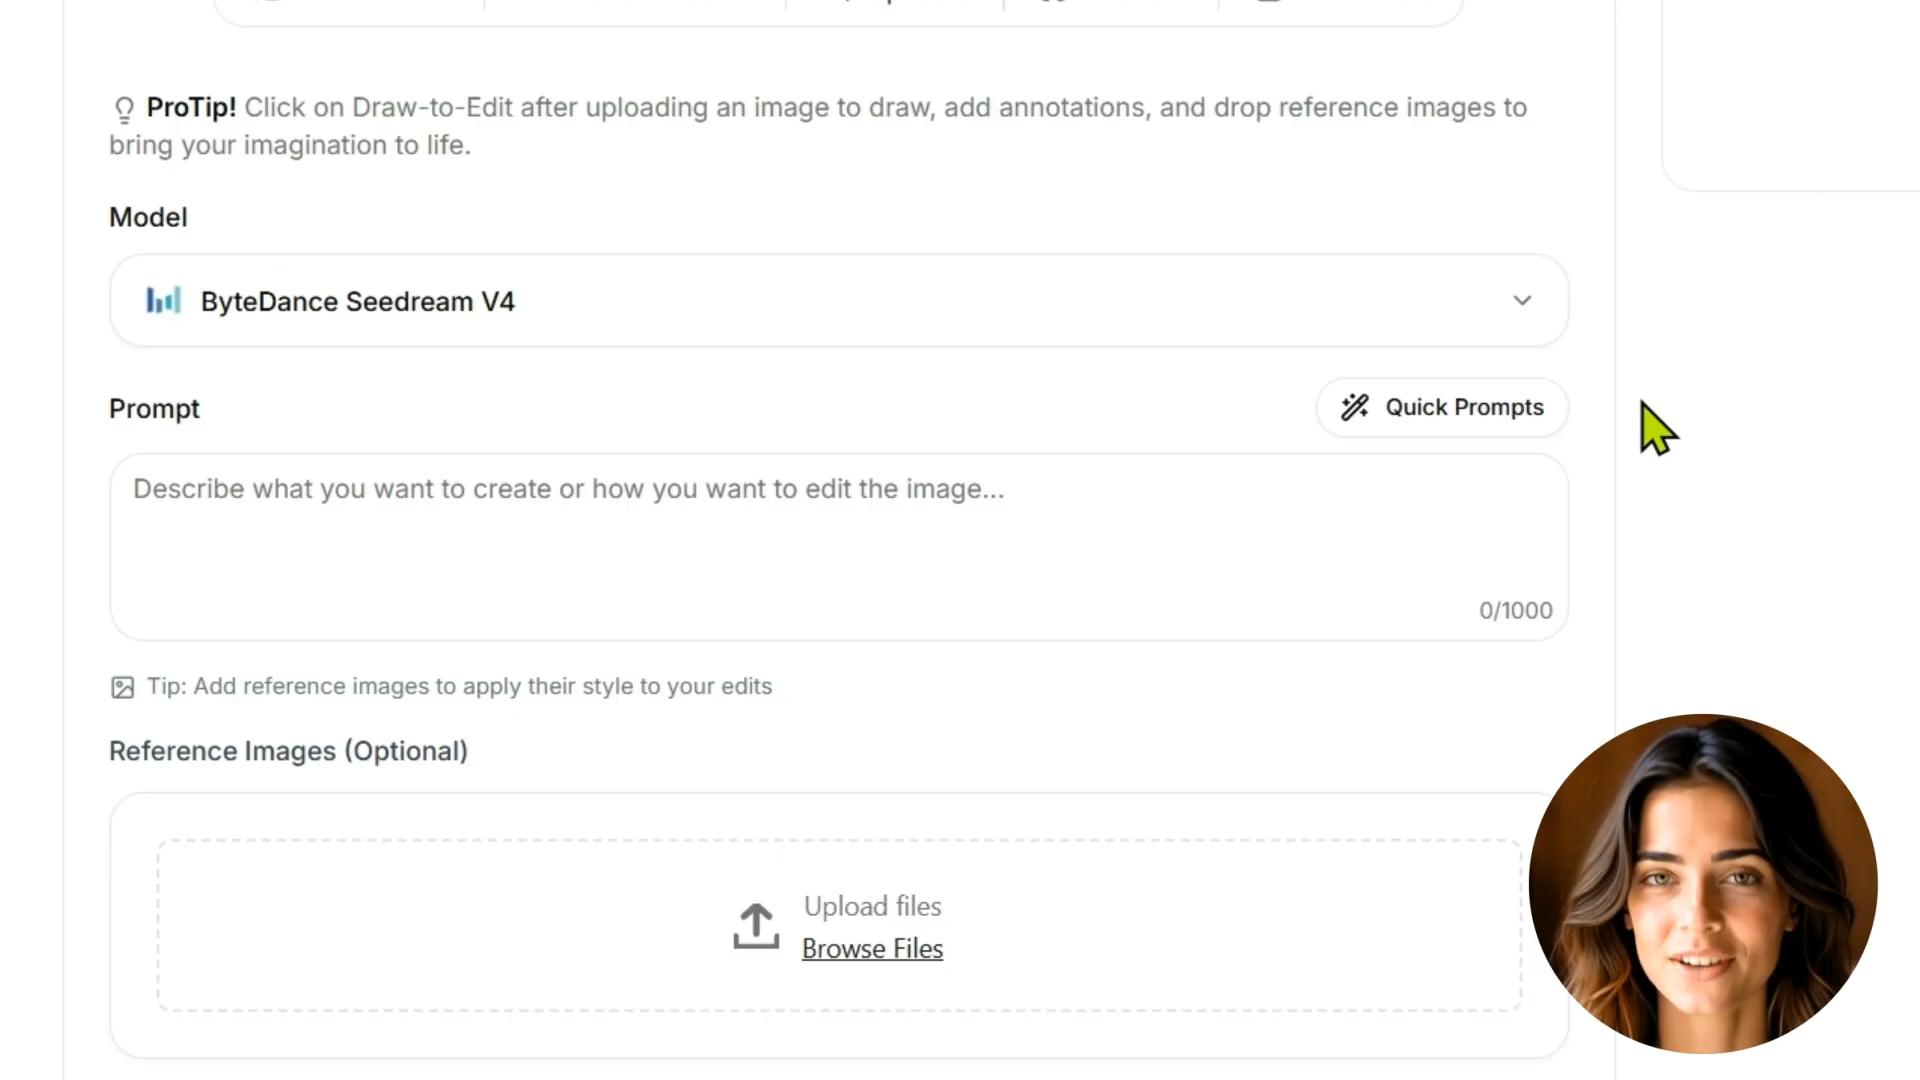 ProTip! Click on Draw-to-Edit after uploading an image to draw, add annotations, and drop reference images to
bring your imagination to life.
Model
ByteDance Seedream V4
Prompt
Quick Prompts
Describe what you want to create or how you want to edit the image...
0/1000
Tip: Add reference images to apply their style to your edits
Reference Images (Optional)
Upload files
Browse Files